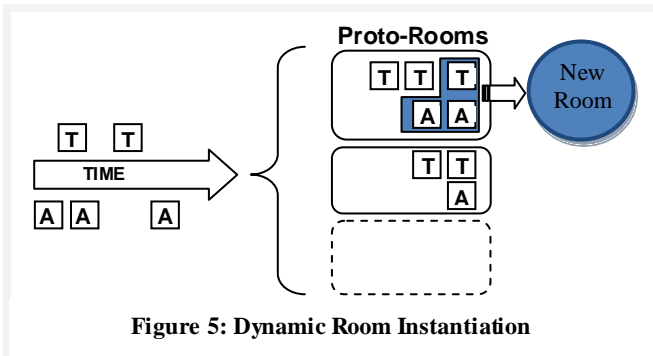 Proto-Rooms
T T T
A A
New
Room
T T
TIME
A A A
T T
A
Figure 5: Dynamic Room Instantiation